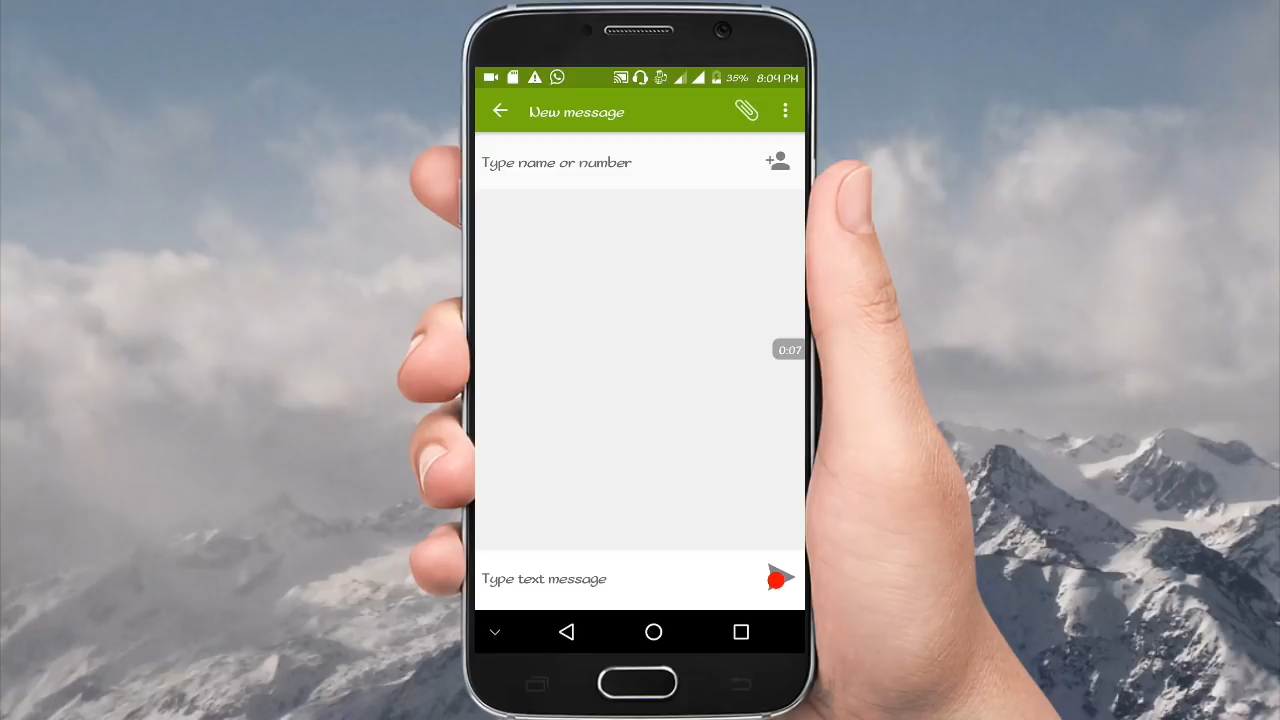 35% 8:04 PM
New message
Type name or number
0:07
Type text message